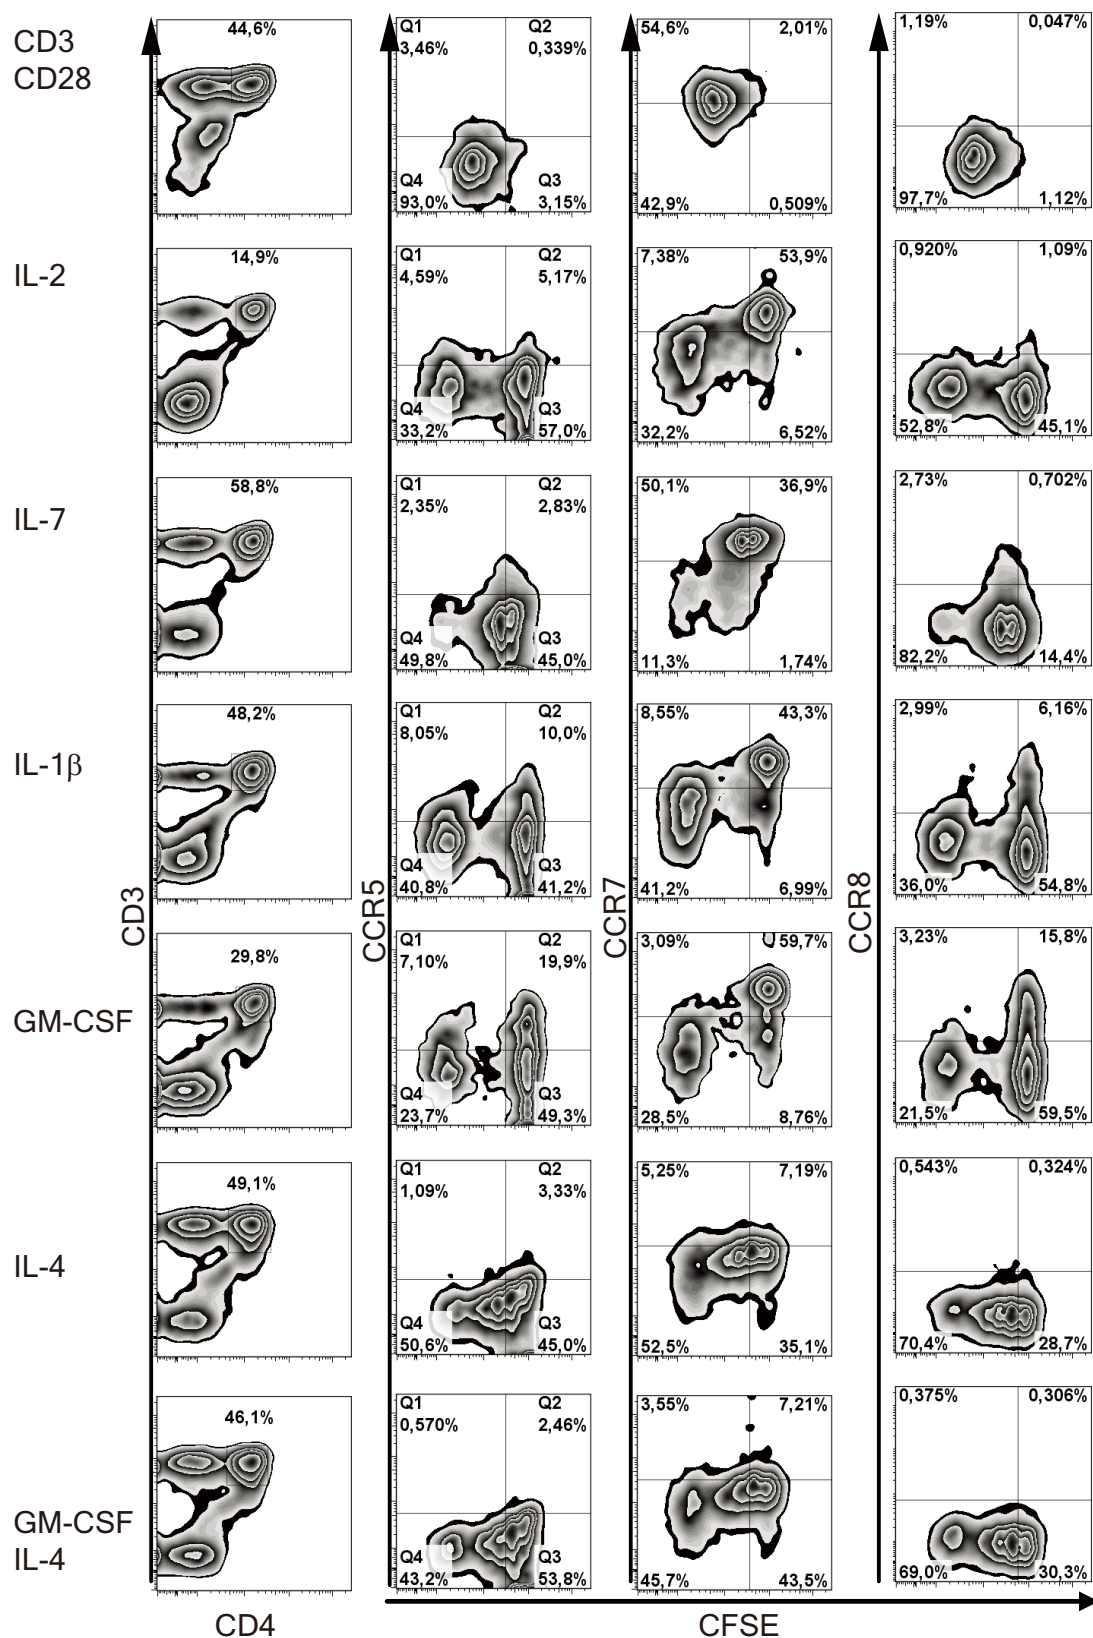 CD3
CD28
44,6%
Q1 Q2
3,46% 0,339%
Q4 Q3
93,0% 3,15%
54,6% 2,01%
42,9% 0,509%
1,19% 0,047%
97,7% 1,12%
IL-2
14,9%
Q1 Q2
4,59% 5,17%
Q4 Q3
33,2% 57,0%
7,38% 53,9%
32,2% 6,52%
0,920% 1,09%
52,8% 45,1%
IL-7
58,8%
Q1 Q2
2,35% 2,83%
Q4 Q3
49,8% 45,0%
50,1% 36,9%
11,3% 1,74%
2,73% 0,702%
82,2% 14,4%
IL-1β
48,2%
Q1 Q2
8,05% 10,0%
Q4 Q3
40,8% 41,2%
8,55% 43,3%
41,2% 6,99%
2,99% 6,16%
36,0% 54,8%
CD3
CCR5
CCR7
CCR8
GM-CSF
29,8%
Q1 Q2
7,10% 19,9%
Q4 Q3
23,7% 49,3%
3,09% 59,7%
28,5% 8,76%
3,23% 15,8%
21,5% 59,5%
IL-4
49,1%
Q1 Q2
1,09% 3,33%
Q4 Q3
50,6% 45,0%
5,25% 7,19%
52,5% 35,1%
0,543% 0,324%
70,4% 28,7%
GM-CSF
IL-4
46,1%
Q1 Q2
0,570% 2,46%
Q4 Q3
43,2% 53,8%
3,55% 7,21%
45,7% 43,5%
0,375% 0,306%
69,0% 30,3%
CD4
CFSE